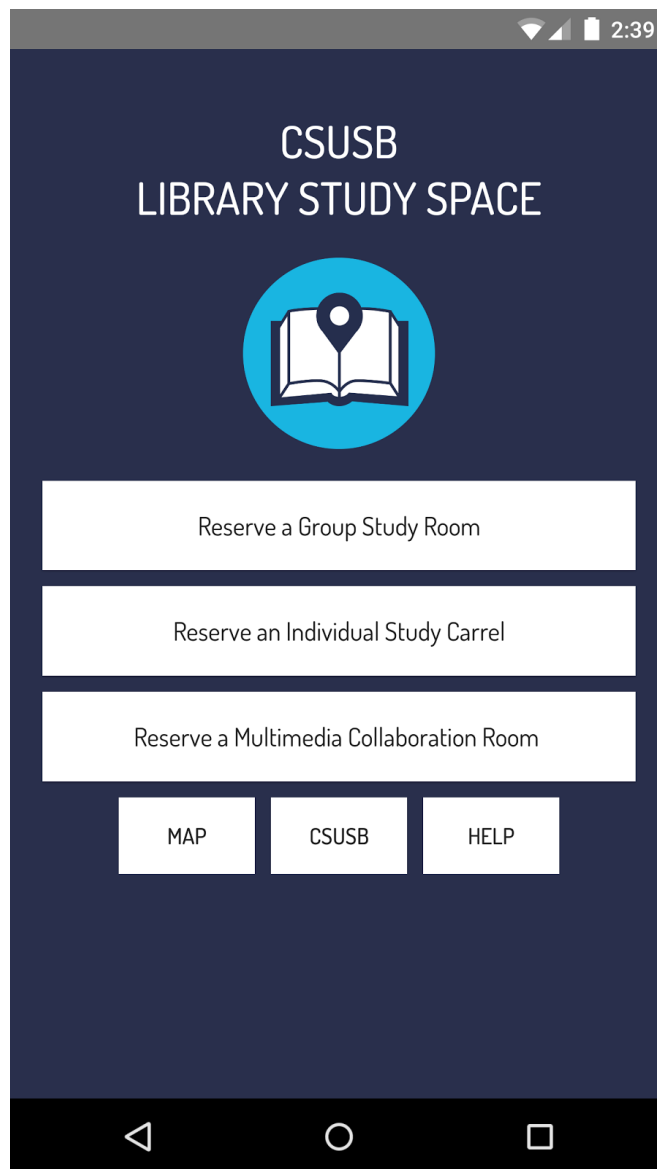 2:39
CSUSB
LIBRARY STUDY SPACE
Reserve a Group Study Room
Reserve an Individual Study Carrel
Reserve a Multimedia Collaboration Room
MAP CSUSB HELP